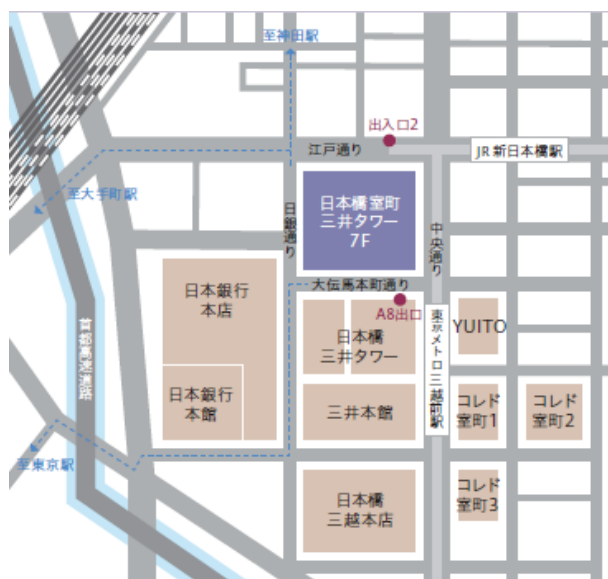 至神田駅
出入口2
江戸通り
JR新日本橋駅
至大手町駅
日銀通り
日本橋室町
三井タワー
7F
中央通り
大伝馬本町通り
A8出口
日本銀行
本店
日本橋
三井タワー
東京メトロ三越前駅
YUITO
首都高速道路
日本銀行
本館
三井本館
コレド
室町1
コレド
室町2
至東京駅
日本橋
三越本店
コレド
室町3